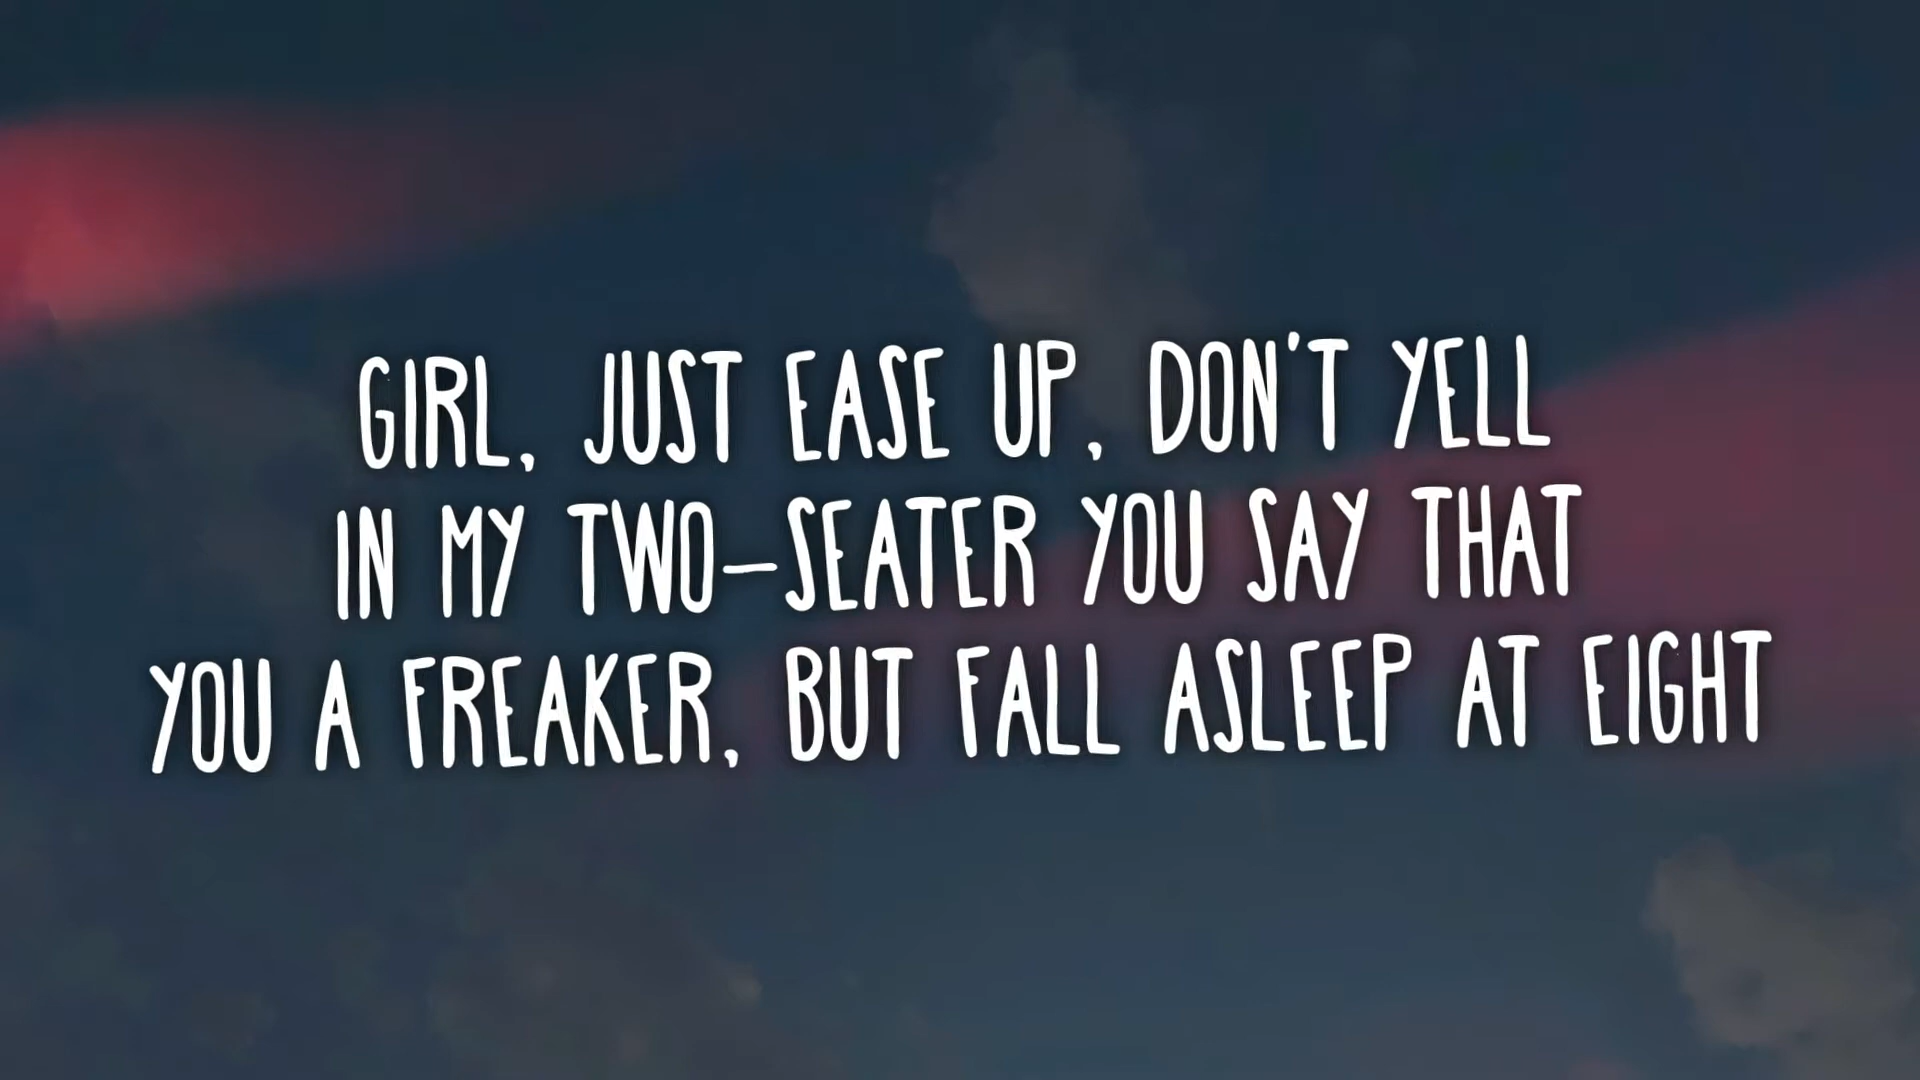 GIRL, JUST EASE UP, DON'T YELL
IN MY TWO-SEATER YOU SAY THAT
YOU A FREAKER, BUT FALL ASLEEP AT EIGHT